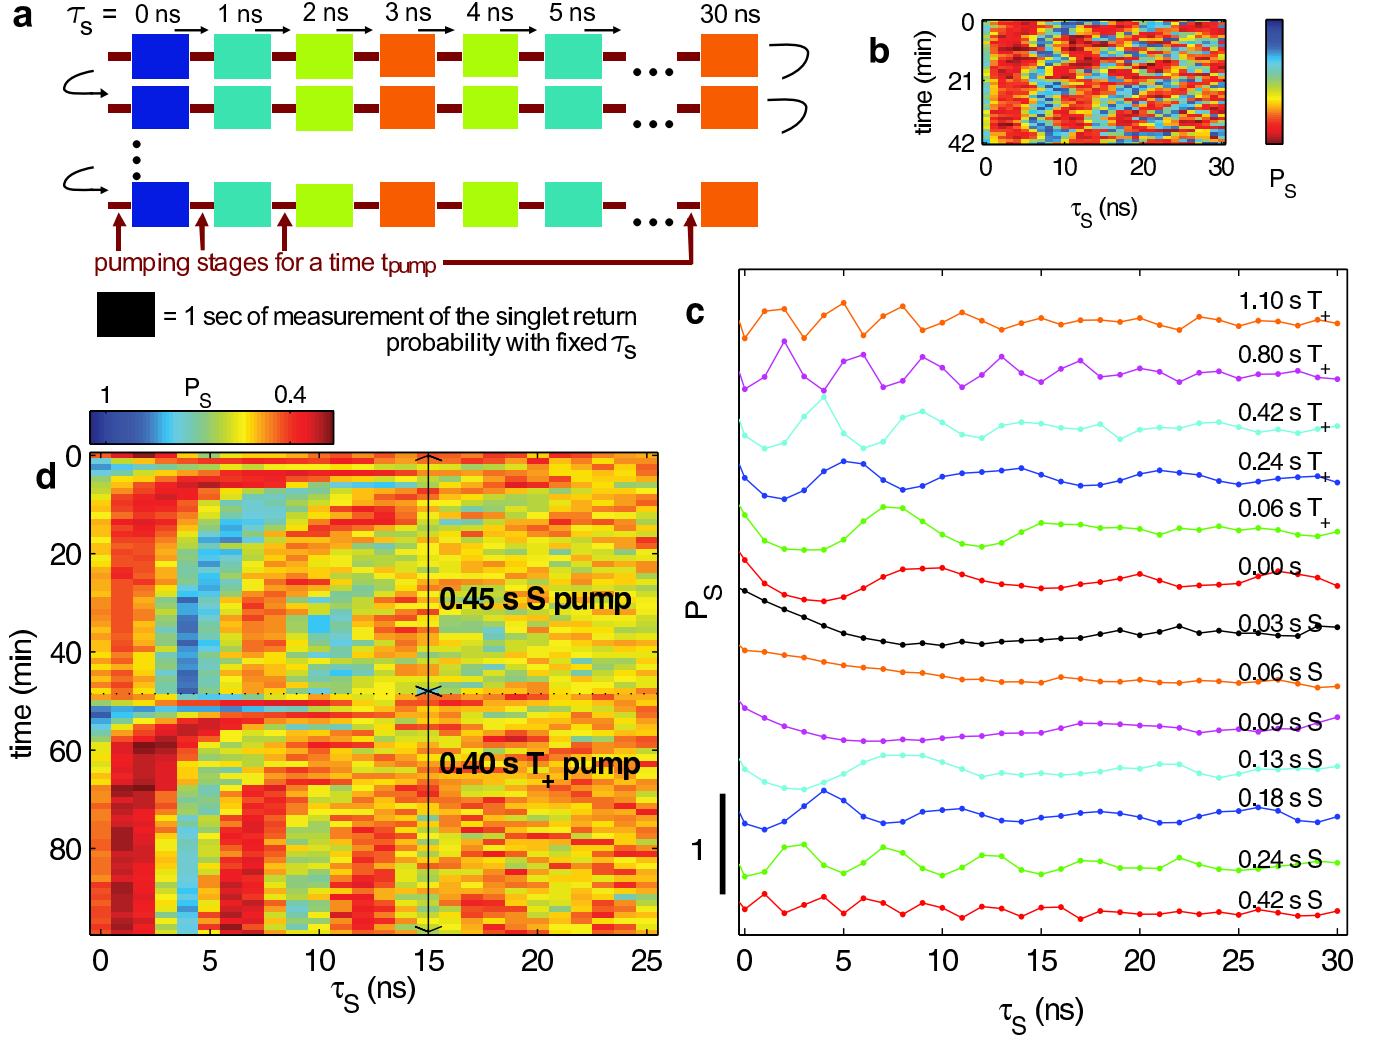 a
τS = 0 ns 1 ns 2 ns 3 ns 4 ns 5 ns 30 ns
pumping stages for a time tpump
= 1 sec of measurement of the singlet return
probability with fixed τS
b
time (min)
0
21
42
0 10 20 30
τS (ns)
PS
c
PS
1
1.10 s T+
0.80 s T+
0.42 s T+
0.24 s T+
0.06 s T+
0.00 s
0.03 s S
0.06 s S
0.09 s S
0.13 s S
0.18 s S
0.24 s S
0.42 s S
0 5 10 15 20 25 30
τS (ns)
1 PS 0.4
d
time (min)
0
20
40
60
80
0.45 s S pump
0.40 s T+ pump
0 5 10 15 20 25
τS (ns)